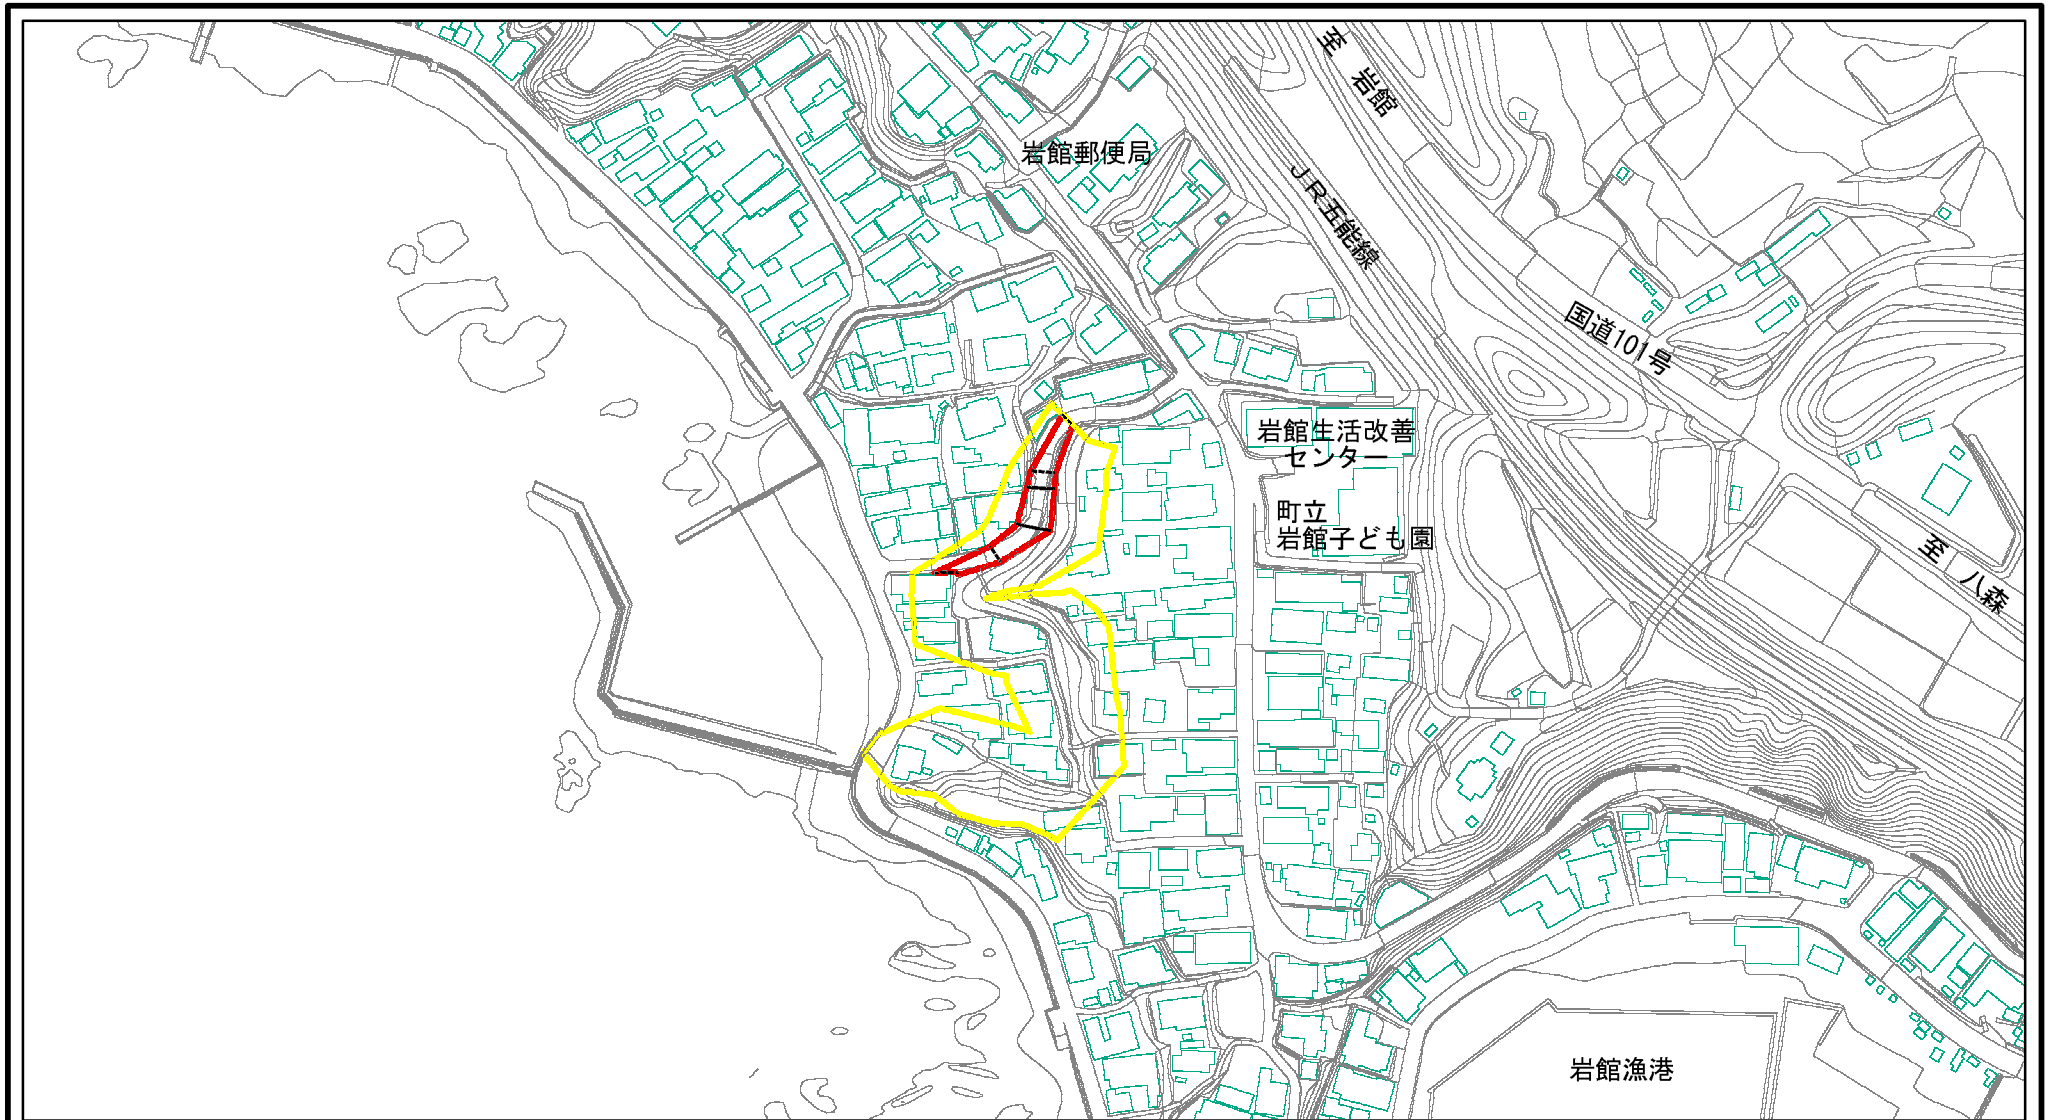 至　岩館
岩館郵便局
ＪＲ五能線
国道101号
岩館生活改善
センター
町立
岩館子ども園
至　八森
岩館漁港